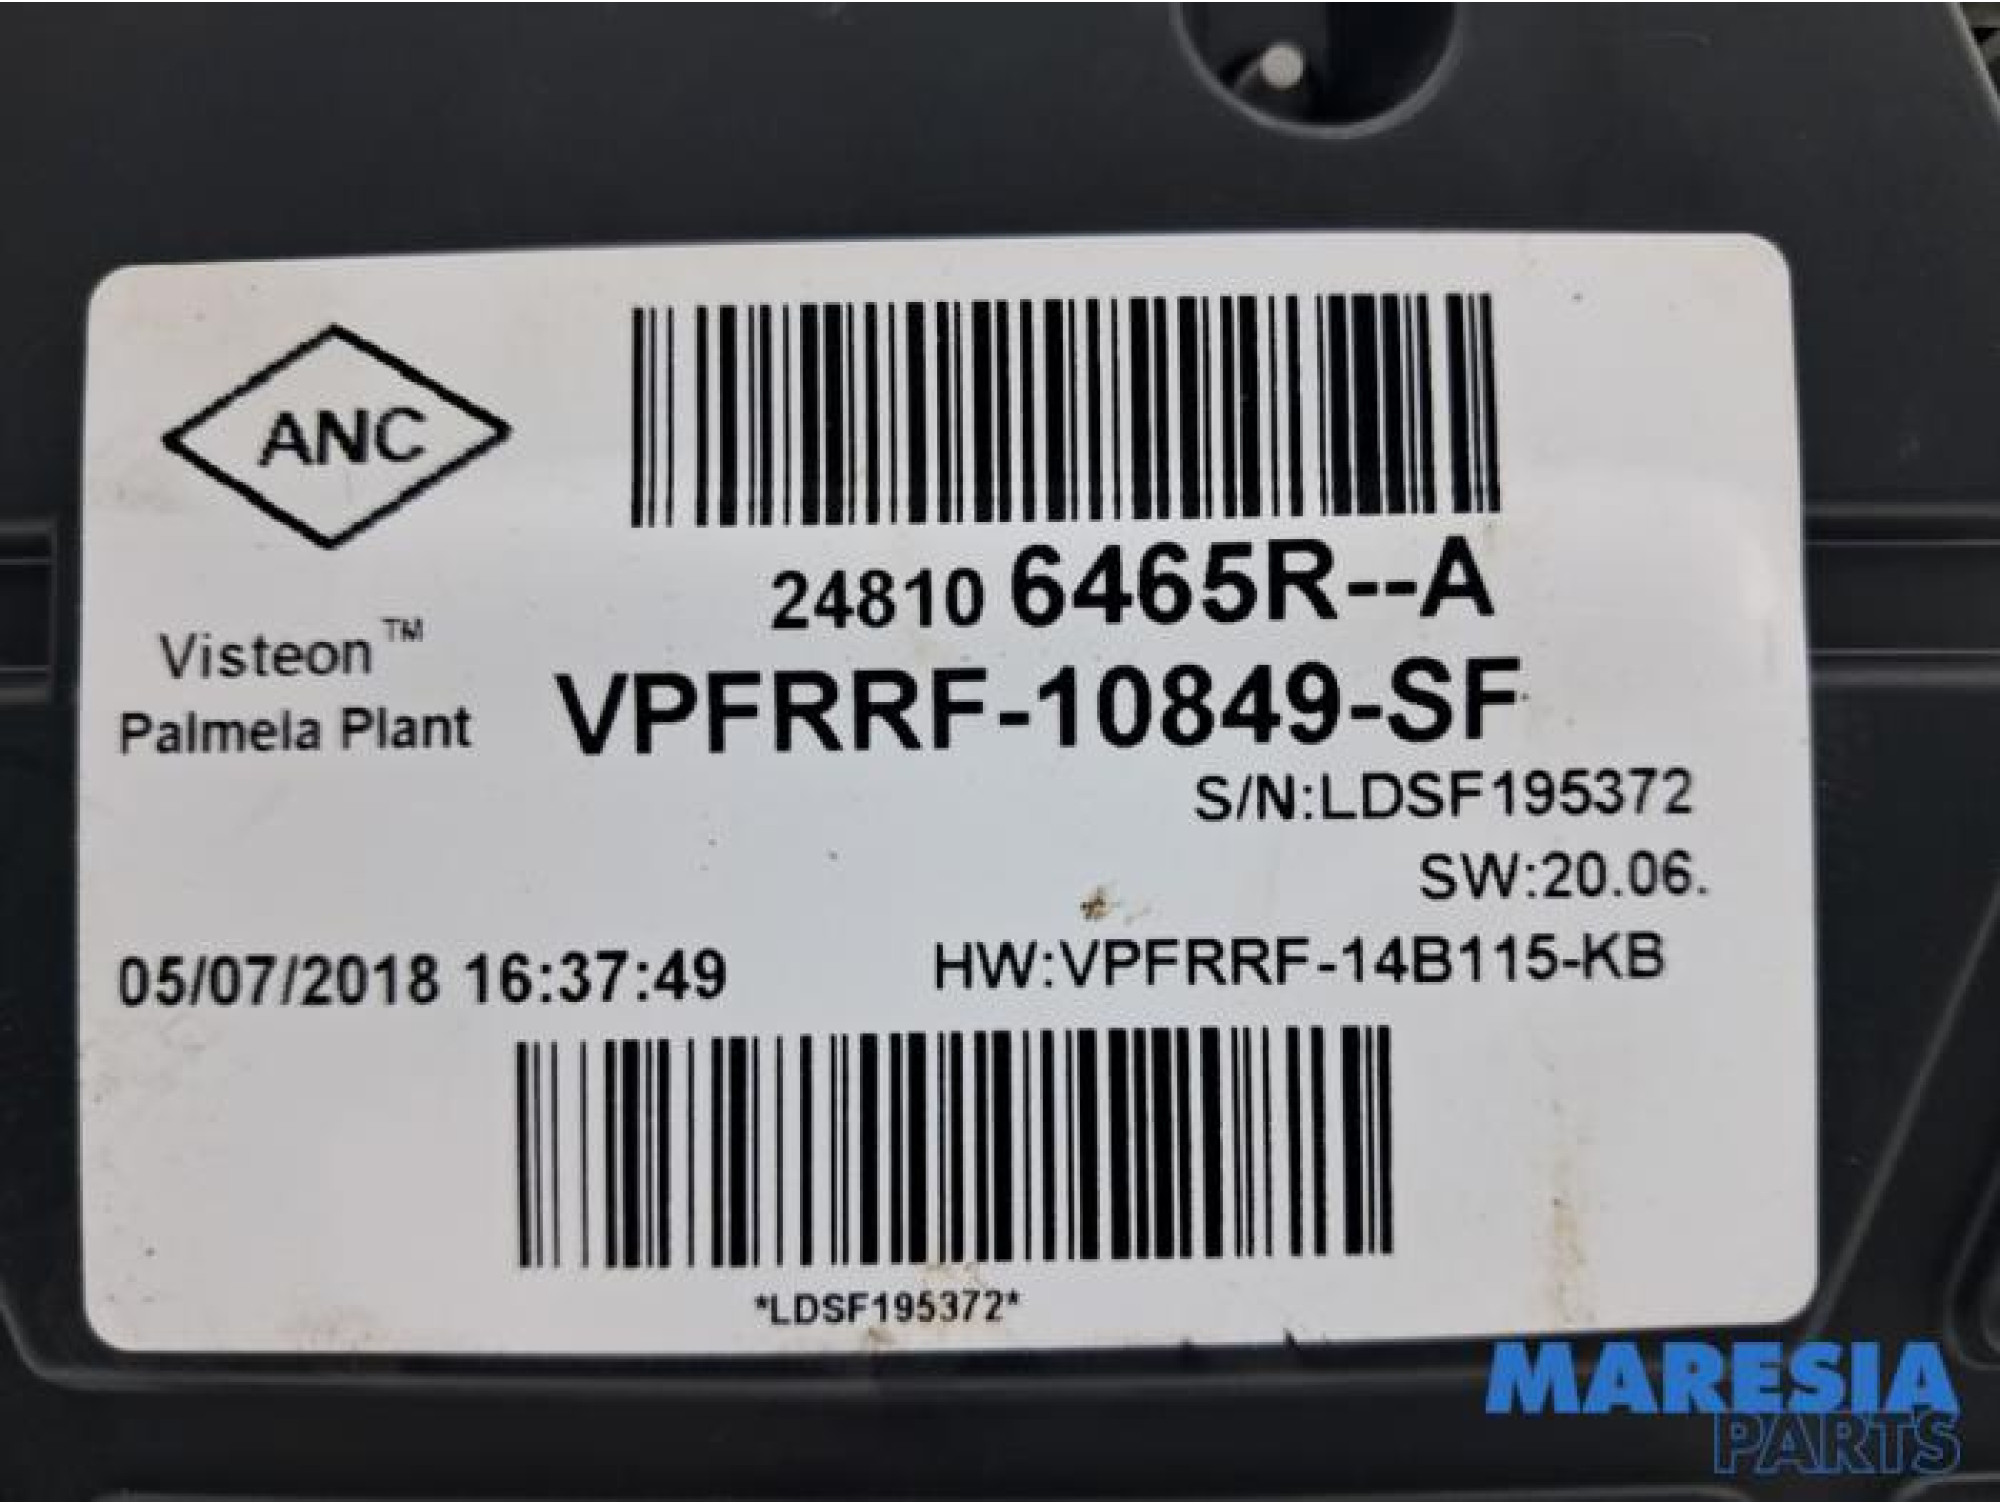 ANC
24810 6465R--A
Visteon™
Palmela Plant
VPFRRF-10849-SF
S/N:LDSF195372
SW:20.06.
05/07/2018 16:37:49
HW:VPFRRF-14B115-KB
*LDSF195372*
MARESIA
PARTS